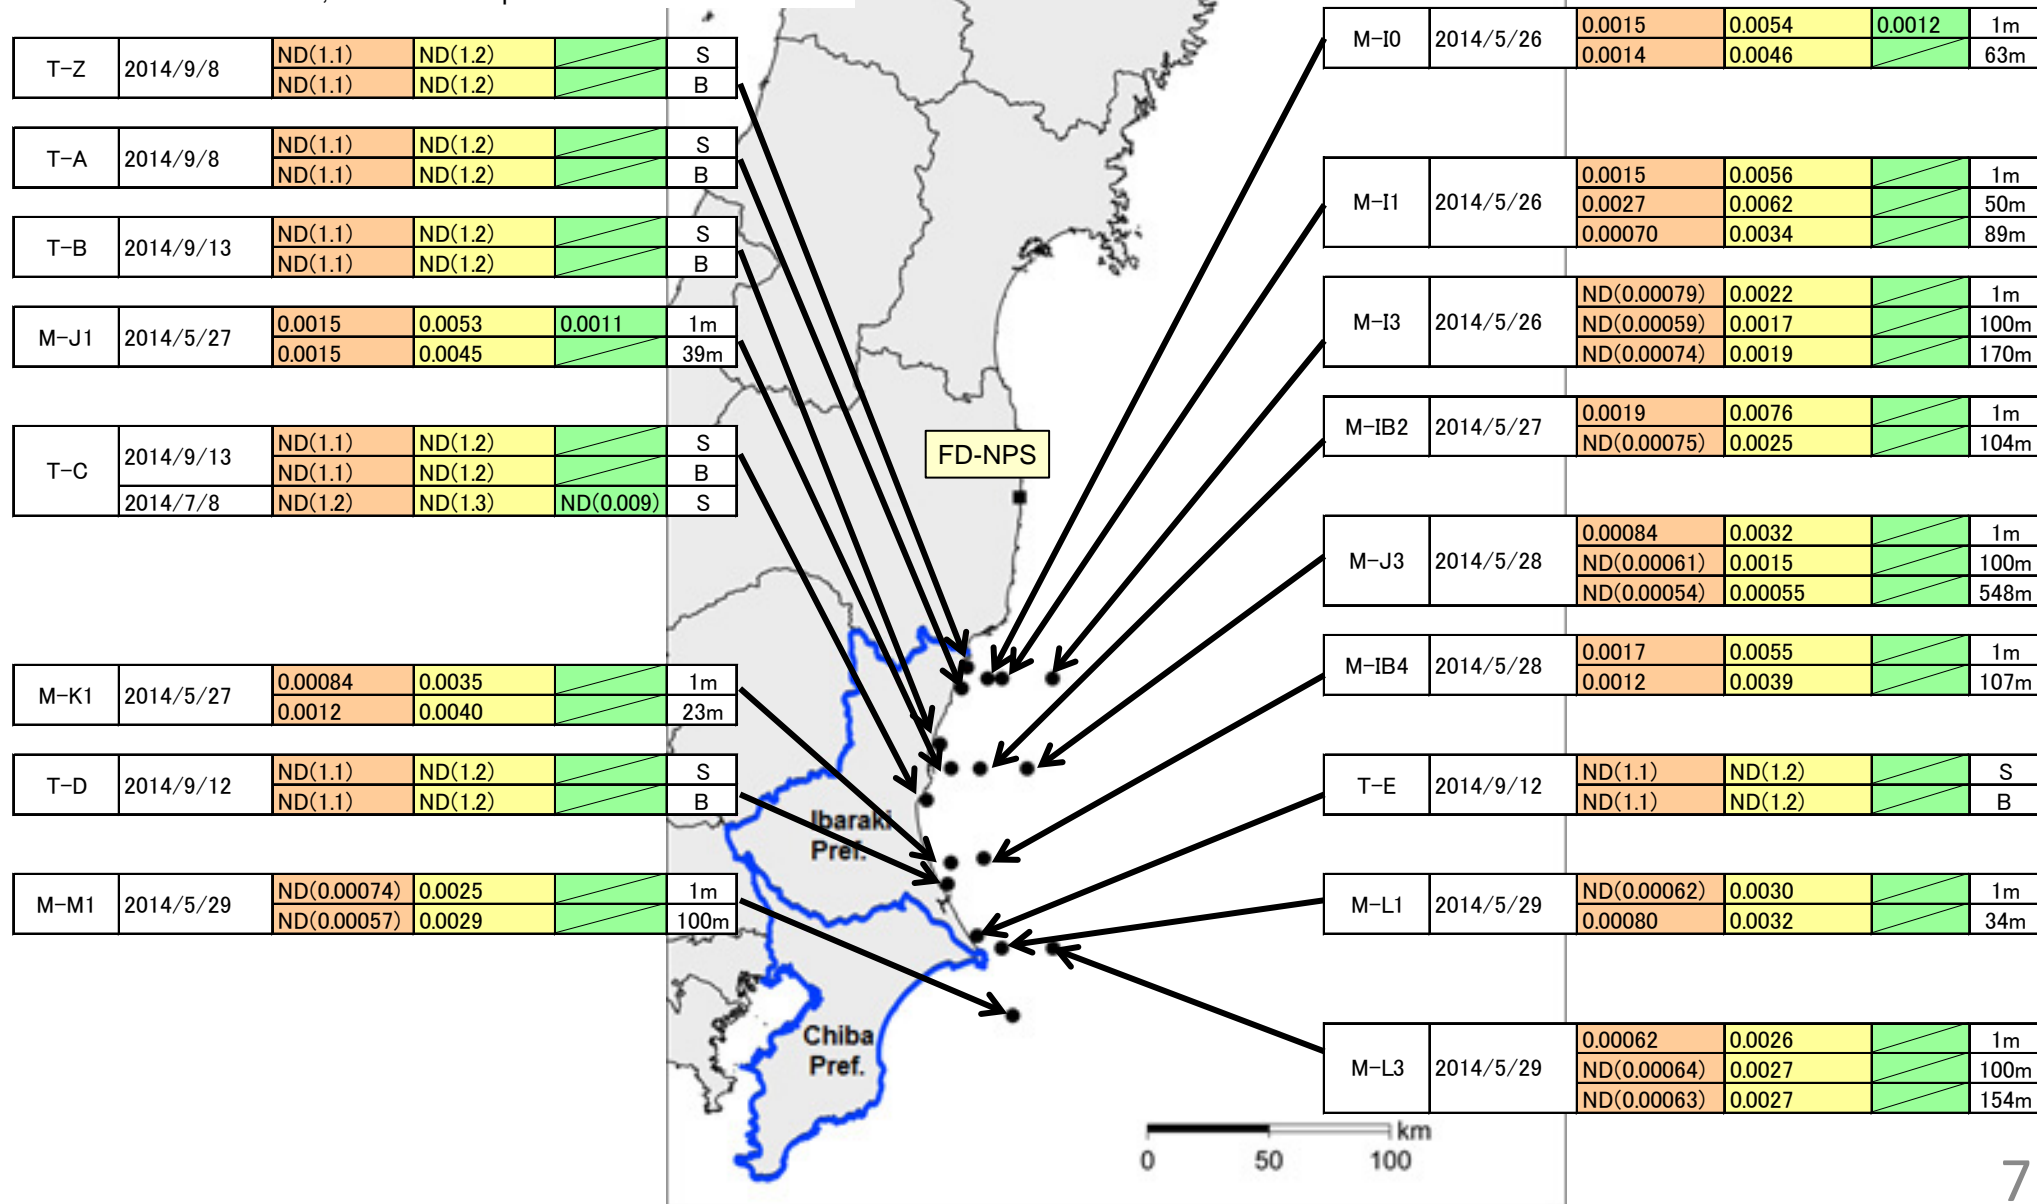 T-Z 2014/9/8 ND(1.1) ND(1.2) S
ND(1.1) ND(1.2) B
T-A 2014/9/8 ND(1.1) ND(1.2) S
ND(1.1) ND(1.2) B
T-B 2014/9/13 ND(1.1) ND(1.2) S
ND(1.1) ND(1.2) B
M-J1 2014/5/27 0.0015 0.0053 0.0011 1m
0.0015 0.0045 39m
T-C 2014/9/13 ND(1.1) ND(1.2) S
ND(1.1) ND(1.2) B
2014/7/8 ND(1.2) ND(1.3) ND(0.009) S
M-K1 2014/5/27 0.00084 0.0035 1m
0.0012 0.0040 23m
T-D 2014/9/12 ND(1.1) ND(1.2) S
ND(1.1) ND(1.2) B
M-M1 2014/5/29 ND(0.00074) 0.0025 1m
ND(0.00057) 0.0029 100m
FD-NPS
Ibaraki
Pref.
Chiba
Pref.
M-I0 2014/5/26 0.0015 0.0054 0.0012 1m
0.0014 0.0046 63m
M-I1 2014/5/26 0.0015 0.0056 1m
0.0027 0.0062 50m
0.00070 0.0034 89m
M-I3 2014/5/26 ND(0.00079) 0.0022 1m
ND(0.00059) 0.0017 100m
ND(0.00074) 0.0019 170m
M-IB2 2014/5/27 0.0019 0.0076 1m
ND(0.00075) 0.0025 104m
M-J3 2014/5/28 0.00084 0.0032 1m
ND(0.00061) 0.0015 100m
ND(0.00054) 0.00055 548m
M-IB4 2014/5/28 0.0017 0.0055 1m
0.0012 0.0039 107m
T-E 2014/9/12 ND(1.1) ND(1.2) S
ND(1.1) ND(1.2) B
M-L1 2014/5/29 ND(0.00062) 0.0030 1m
0.00080 0.0032 34m
M-L3 2014/5/29 0.00062 0.0026 1m
ND(0.00064) 0.0027 100m
ND(0.00063) 0.0027 154m
km
0 50 100
7